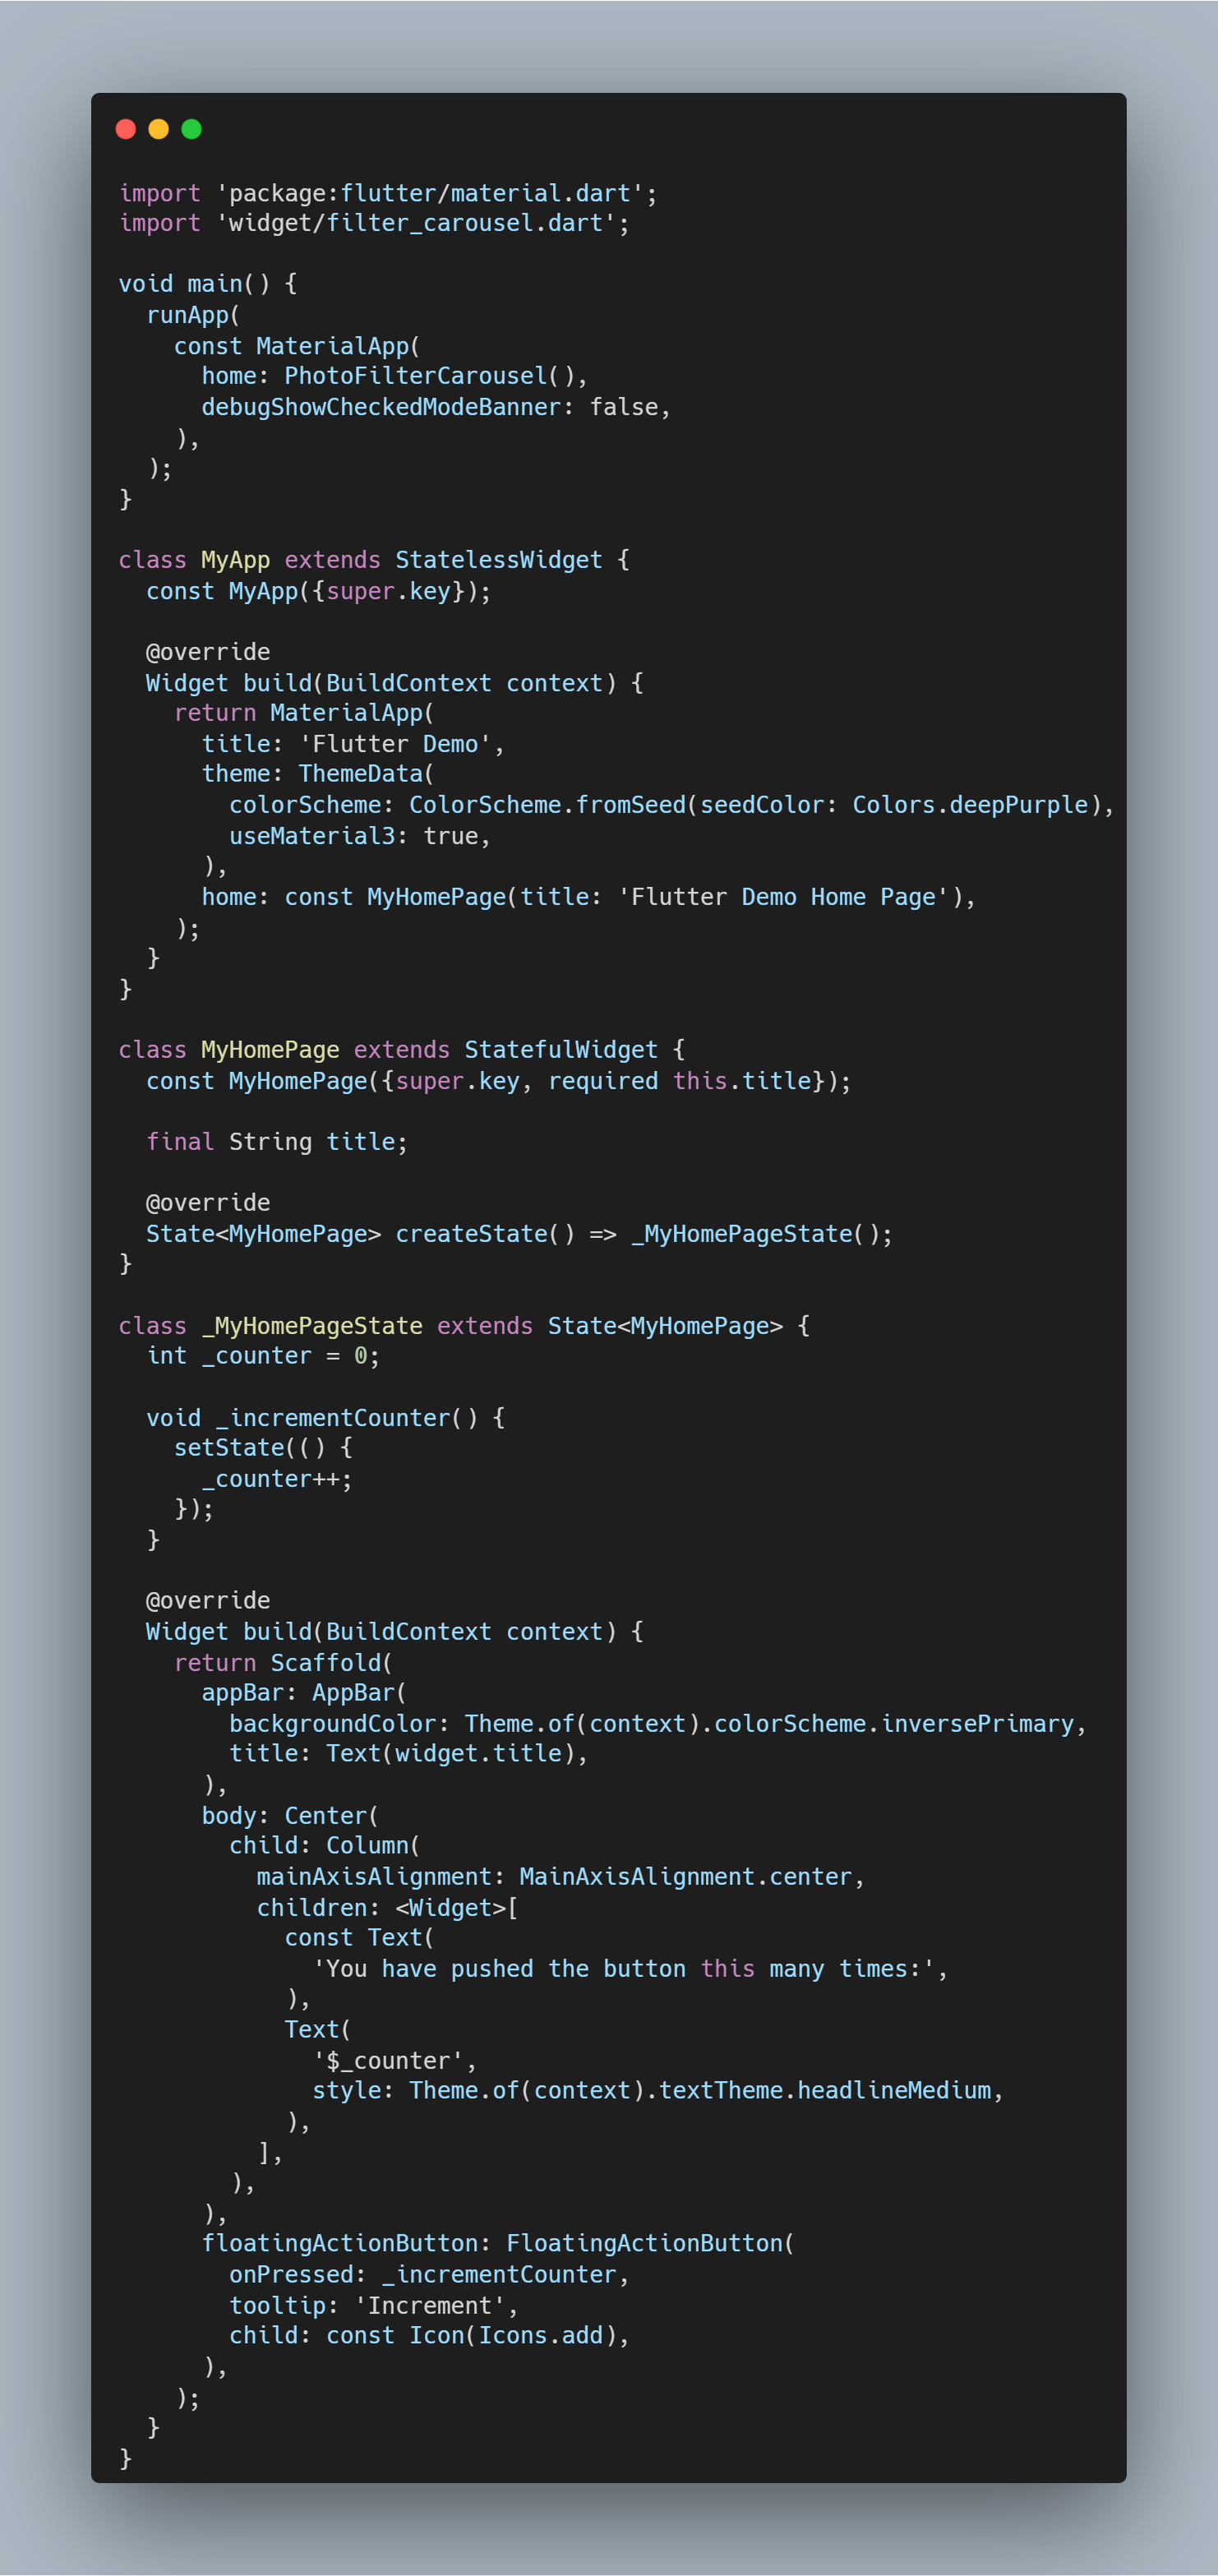 import 'package:flutter/material.dart';
import 'widget/filter_carousel.dart';

void main() {
  runApp(
    const MaterialApp(
      home: PhotoFilterCarousel(),
      debugShowCheckedModeBanner: false,
    ),
  );
}

class MyApp extends StatelessWidget {
  const MyApp({super.key});

  @override
  Widget build(BuildContext context) {
    return MaterialApp(
      title: 'Flutter Demo',
      theme: ThemeData(
        colorScheme: ColorScheme.fromSeed(seedColor: Colors.deepPurple),
        useMaterial3: true,
      ),
      home: const MyHomePage(title: 'Flutter Demo Home Page'),
    );
  }
}

class MyHomePage extends StatefulWidget {
  const MyHomePage({super.key, required this.title});

  final String title;

  @override
  State<MyHomePage> createState() => _MyHomePageState();
}

class _MyHomePageState extends State<MyHomePage> {
  int _counter = 0;

  void _incrementCounter() {
    setState(() {
      _counter++;
    });
  }

  @override
  Widget build(BuildContext context) {
    return Scaffold(
      appBar: AppBar(
        backgroundColor: Theme.of(context).colorScheme.inversePrimary,
        title: Text(widget.title),
      ),
      body: Center(
        child: Column(
          mainAxisAlignment: MainAxisAlignment.center,
          children: <Widget>[
            const Text(
              'You have pushed the button this many times:',
            ),
            Text(
              '$_counter',
              style: Theme.of(context).textTheme.headlineMedium,
            ),
          ],
        ),
      ),
      floatingActionButton: FloatingActionButton(
        onPressed: _incrementCounter,
        tooltip: 'Increment',
        child: const Icon(Icons.add),
      ),
    );
  }
}